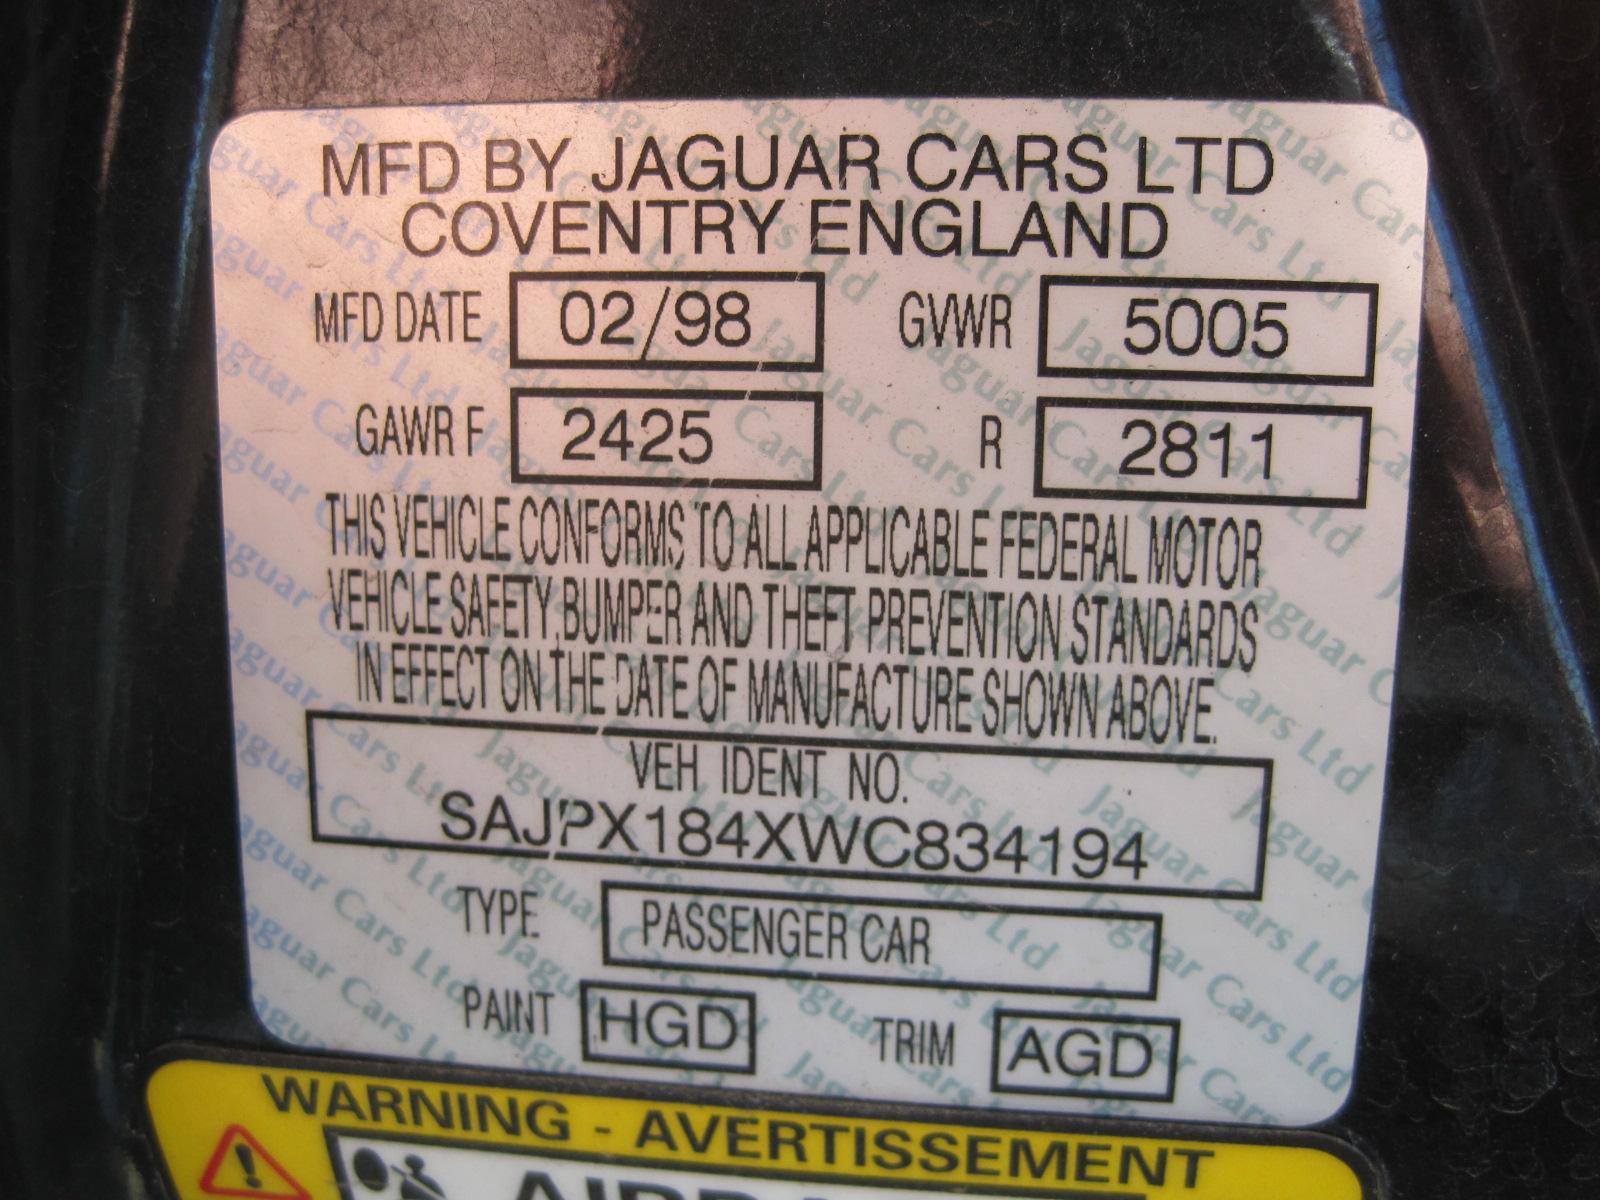 MFD BY JAGUAR CARS LTD
COVENTRY ENGLAND
MFD DATE 02/98 GVWR 5005
GAWR F 2425 R 2811
THIS VEHICLE CONFORMS TO ALL APPLICABLE FEDERAL MOTOR
VEHICLE SAFETY,BUMPER AND THEFT PREVENTION STANDARDS
IN EFFECT ON THE DATE OF MANUFACTURE SHOWN ABOVE.
VEH IDENT NO.
SAJPX184XWC834194
TYPE PASSENGER CAR
PAINT HGD TRIM AGD
WARNING - AVERTISSEMENT